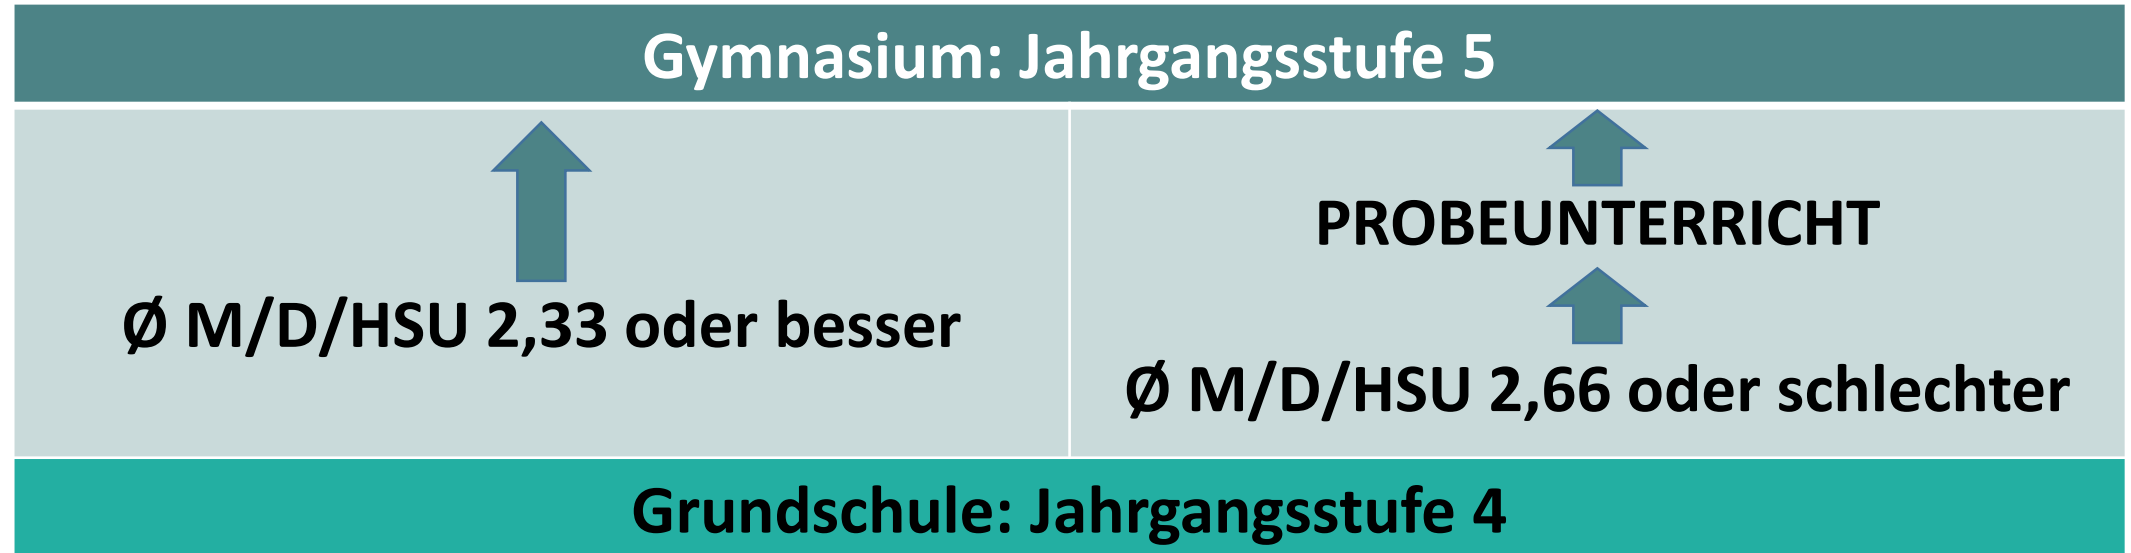 Gymnasium: Jahrgangsstufe 5
Ø M/D/HSU 2,33 oder besser
PROBEUNTERRICHT
Ø M/D/HSU 2,66 oder schlechter
Grundschule: Jahrgangsstufe 4